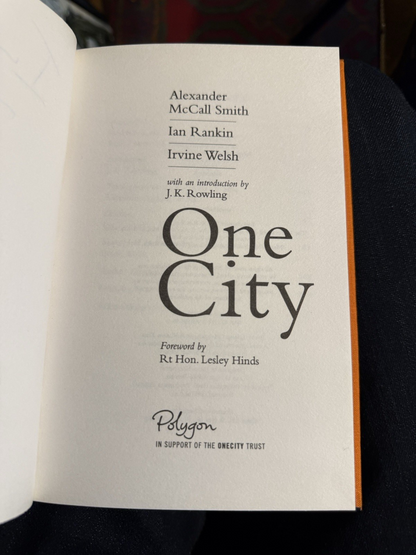 Alexander
McCall Smith
Ian Rankin
Irvine Welsh
with an introduction by
J. K. Rowling
One
City
Foreword by
Rt Hon. Lesley Hinds
Polygon
IN SUPPORT OF THE ONECITY TRUST